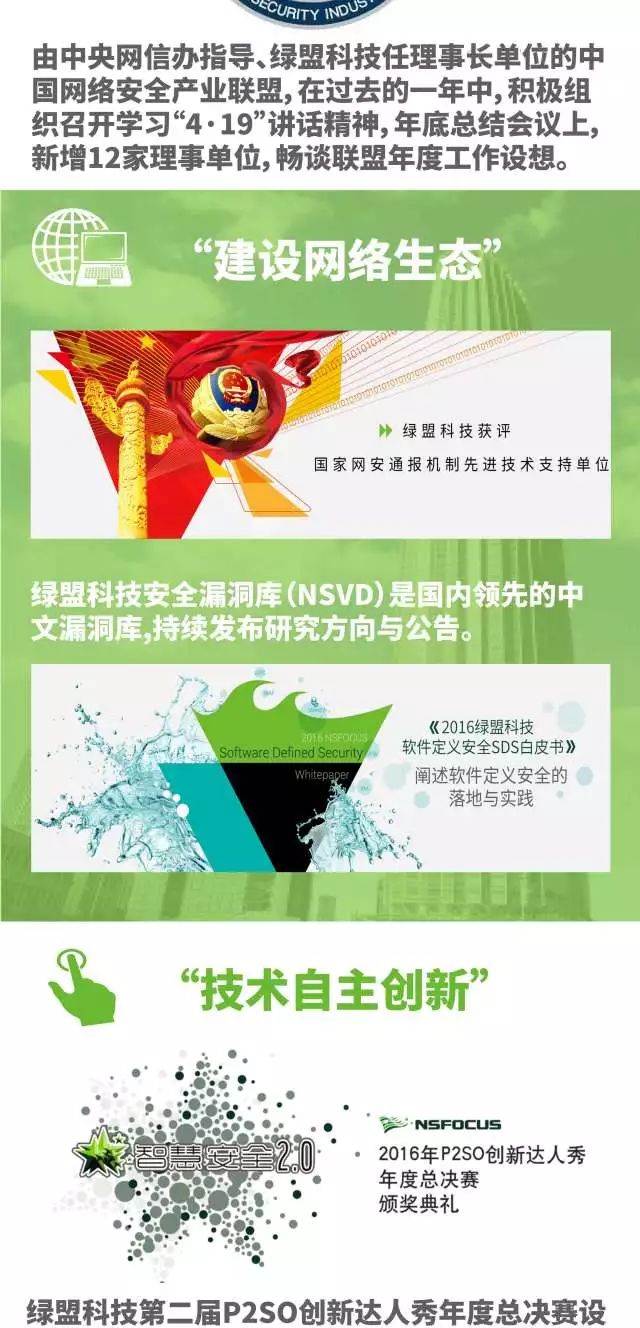 SECURITY INDUS
由中央网信办指导、绿盟科技任理事长单位的中
国网络安全产业联盟，在过去的一年中，积极组
织召开学习“4·19”讲话精神，年底总结会议上，
新增12家理事单位，畅谈联盟年度工作设想。
“建设网络生态”
绿盟科技获评
国家网安通报机制先进技术支持单位
绿盟科技安全漏洞库（NSVD）是国内领先的中
文漏洞库,持续发布研究方向与公告。
2016 NSFOCUS
Software Defined Security
Whitepaper
《2016绿盟科技
软件定义安全SDS白皮书》
阐述软件定义安全的
落地与实践
“技术自主创新”
智慧安全2.0
NSFOCUS
2016年P2SO创新达人秀
年度总决赛
颁奖典礼
绿盟科技第二届P2SO创新达人秀年度总决赛设